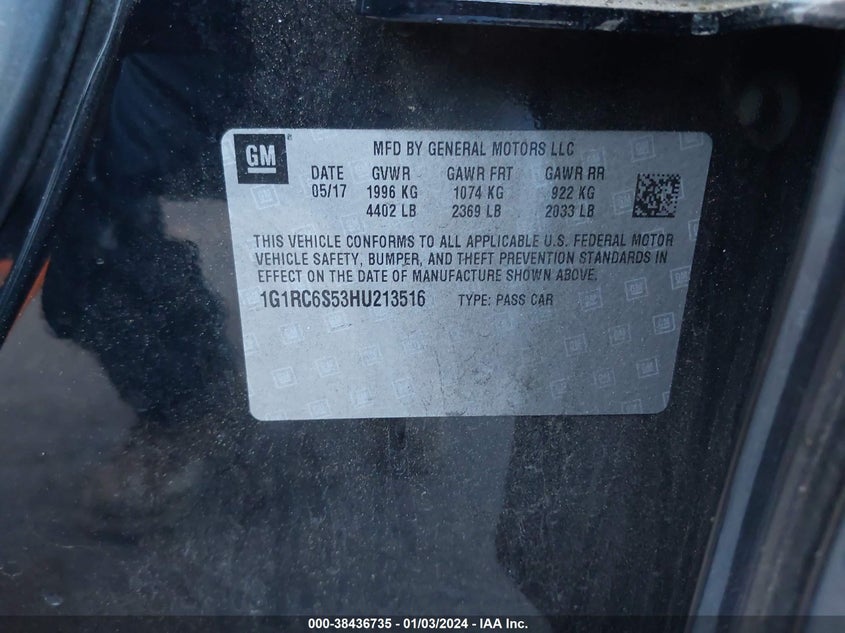 GM
MFD BY GENERAL MOTORS LLC
DATE GVWR GAWR FRT GAWR RR
05/17 1996 KG 1074 KG 922 KG
4402 LB 2369 LB 2033 LB
THIS VEHICLE CONFORMS TO ALL APPLICABLE U.S. FEDERAL MOTOR
VEHICLE SAFETY, BUMPER, AND THEFT PREVENTION STANDARDS IN
EFFECT ON THE DATE OF MANUFACTURE SHOWN ABOVE.
1G1RC6S53HU213516 TYPE: PASS CAR
000-38436735 - 01/03/2024 - IAA Inc.